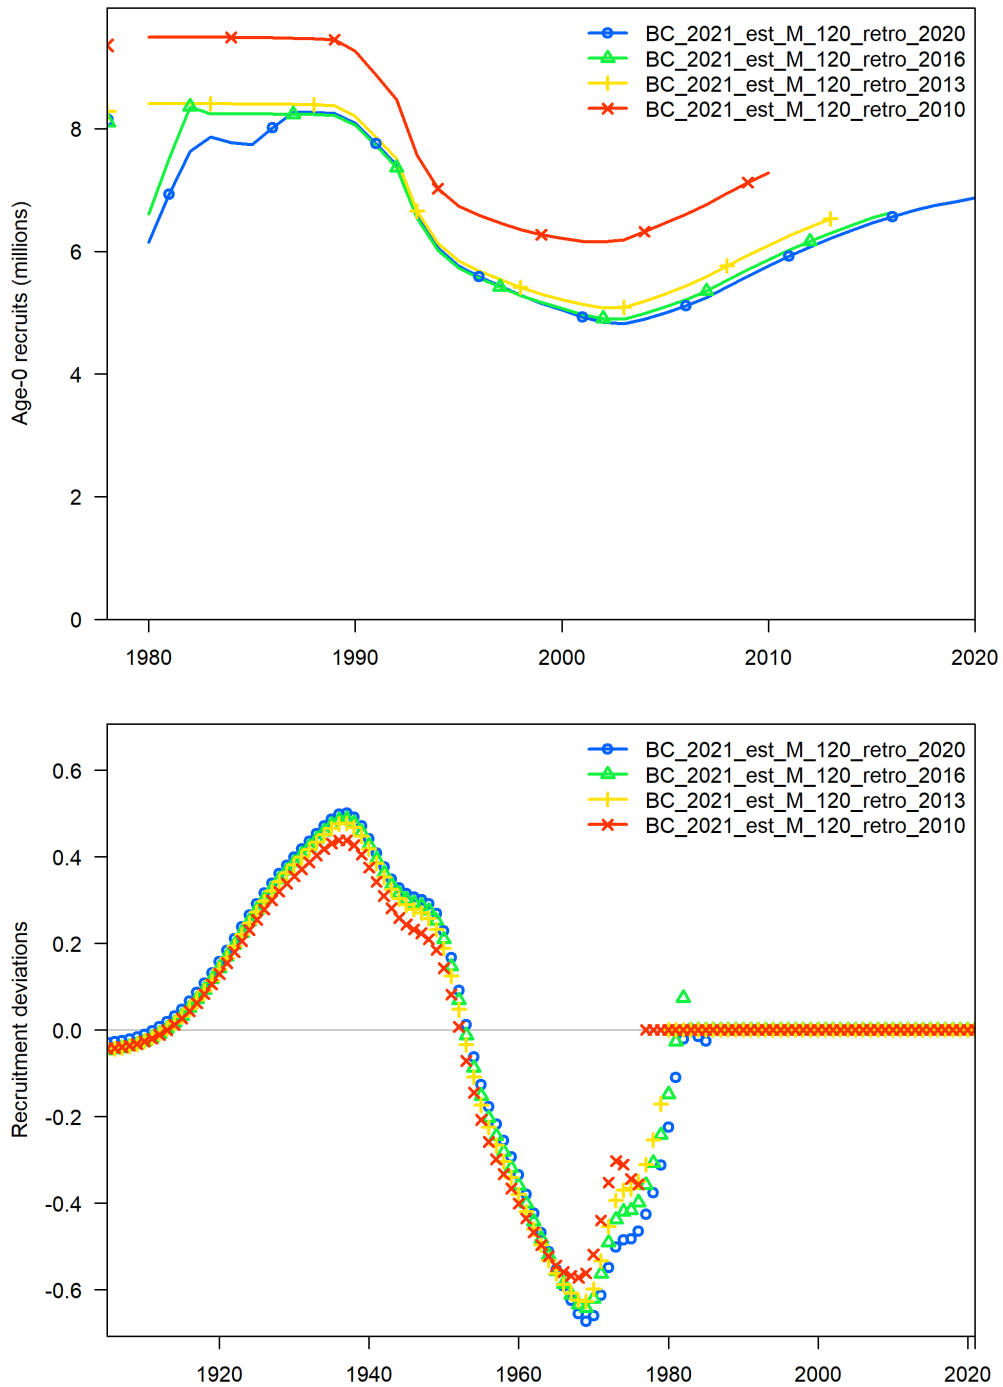 BC_2021_est_M_120_retro_2020
BC_2021_est_M_120_retro_2016
BC_2021_est_M_120_retro_2013
BC_2021_est_M_120_retro_2010
Age-0 recruits (millions)
8
6
4
2
0
1980 1990 2000 2010 2020
BC_2021_est_M_120_retro_2020
BC_2021_est_M_120_retro_2016
BC_2021_est_M_120_retro_2013
BC_2021_est_M_120_retro_2010
Recruitment deviations
0.6
0.4
0.2
0.0
-0.2
-0.4
-0.6
1920 1940 1960 1980 2000 2020